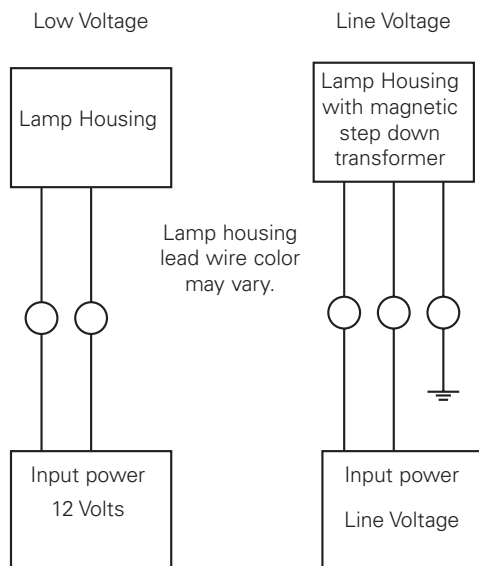 Low Voltage
Lamp Housing
Input power
12 Volts
Lamp housing
lead wire color
may vary.
Line Voltage
Lamp Housing
with magnetic
step down
transformer
Input power
Line Voltage